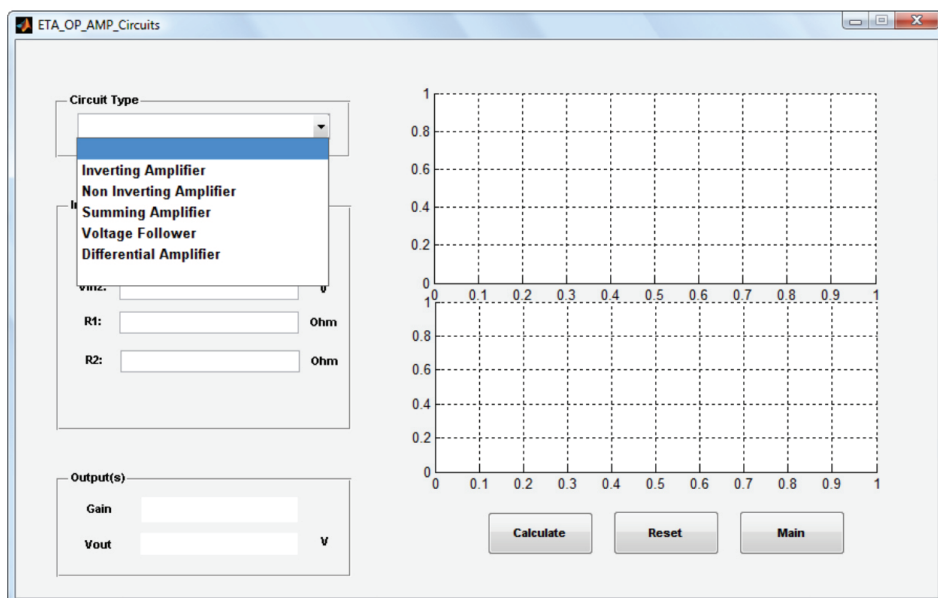 ETA_OP_AMP_Circuits
Circuit Type
Inverting Amplifier
Non Inverting Amplifier
Summing Amplifier
Voltage Follower
Differential Amplifier
R1:
Ohm
R2:
Ohm
Output(s)
Gain
Vout
V
1
0.8
0.6
0.4
0.2
0
0 0.1 0.2 0.3 0.4 0.5 0.6 0.7 0.8 0.9 1
1
0.8
0.6
0.4
0.2
0
0 0.1 0.2 0.3 0.4 0.5 0.6 0.7 0.8 0.9 1
Calculate
Reset
Main